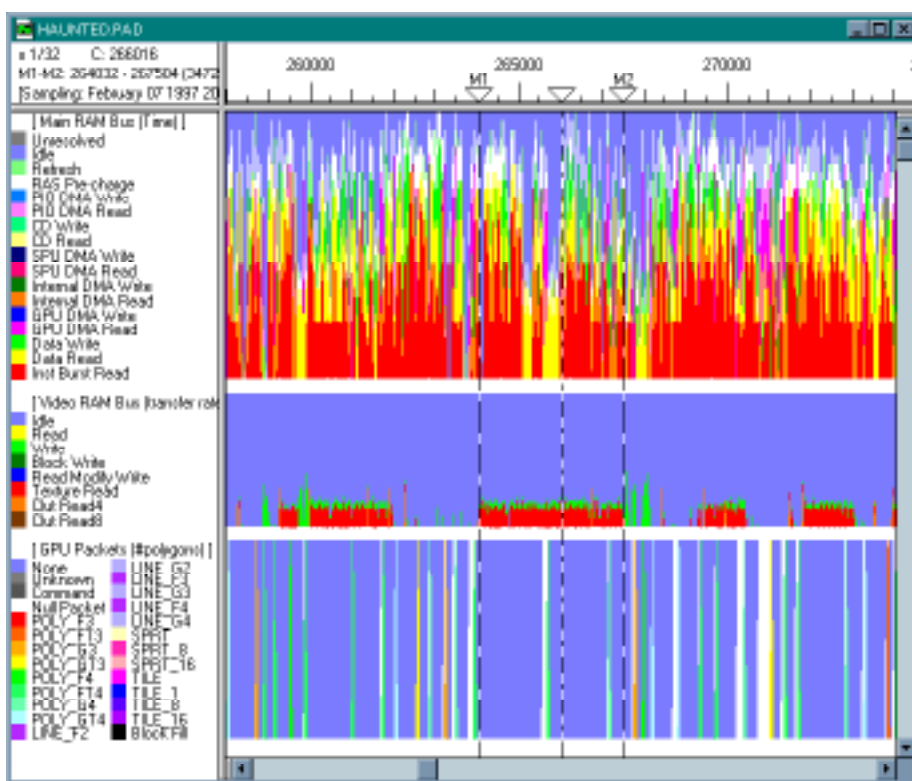 HAUNTED.PAD
1/32 C: 266016
M1-M2: 264032 - 267504 (3472
[Sampling: February 07 1997 20
260000 265000 270000
M1 M2
[ Main RAM Bus (Time) ]
Unresolved
Idle
Refresh
RAS Pre-charge
PIO DMA Write
PIO DMA Read
CD Write
CD Read
SPU DMA Write
SPU DMA Read
Internal DMA Write
Internal DMA Read
GPU DMA Write
GPU DMA Read
Data Write
Data Read
Inst Burst Read
[ Video RAM Bus (transfer rate
Idle
Read
Write
Block Write
Read Modify Write
Texture Read
Clut Read4
Clut Read8
[ GPU Packets (#polygons) ]
None LINE_G2
Unknown LINE_F3
Command LINE_G3
Null Packet LINE_F4
POLY_F3 LINE_G4
POLY_FT3 SPRT
POLY_G3 SPRT_8
POLY_GT3 SPRT_16
POLY_F4 TILE
POLY_FT4 TILE_1
POLY_G4 TILE_8
POLY_GT4 TILE_16
LINE_F2 Block Fill